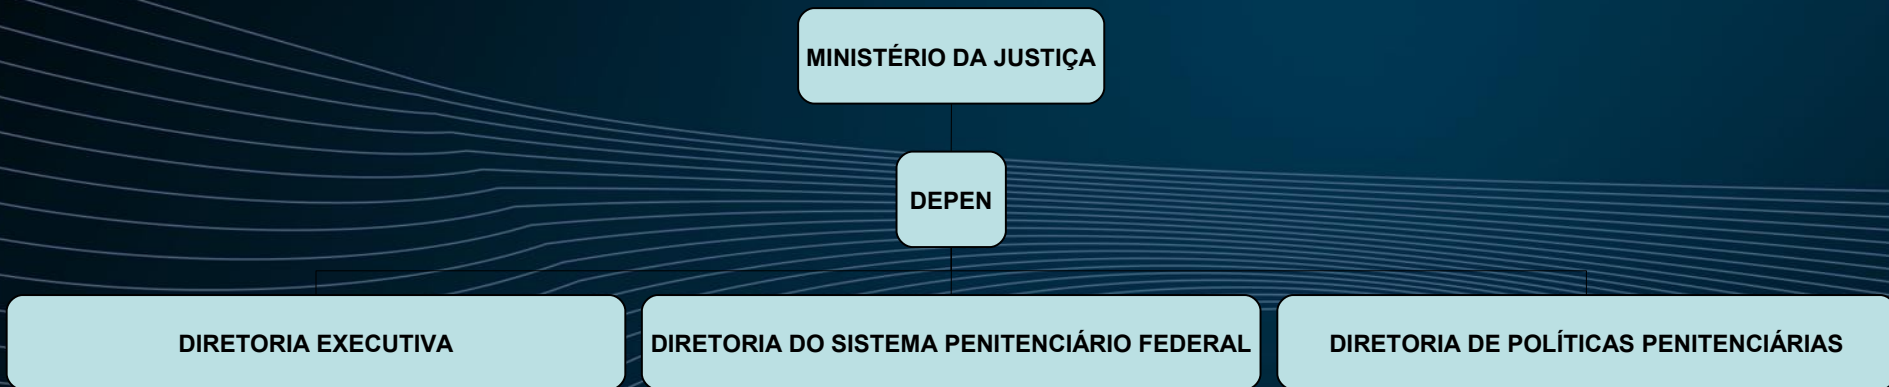 MINISTÉRIO DA JUSTIÇA
DEPEN
DIRETORIA EXECUTIVA
DIRETORIA DO SISTEMA PENITENCIÁRIO FEDERAL
DIRETORIA DE POLÍTICAS PENITENCIÁRIAS